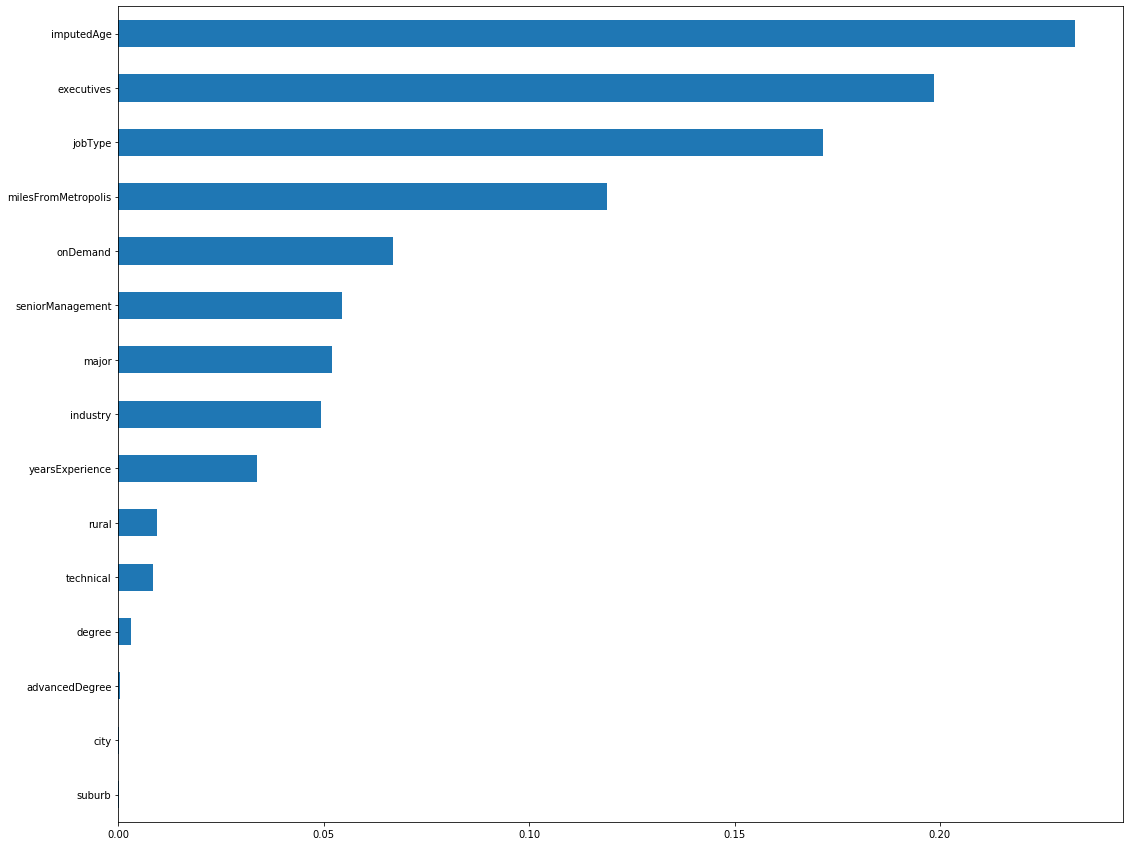 imputedAge
executives
jobType
milesFromMetropolis
onDemand
seniorManagement
major
industry
yearsExperience
rural
technical
degree
advancedDegree
city
suburb
0.00 0.05 0.10 0.15 0.20